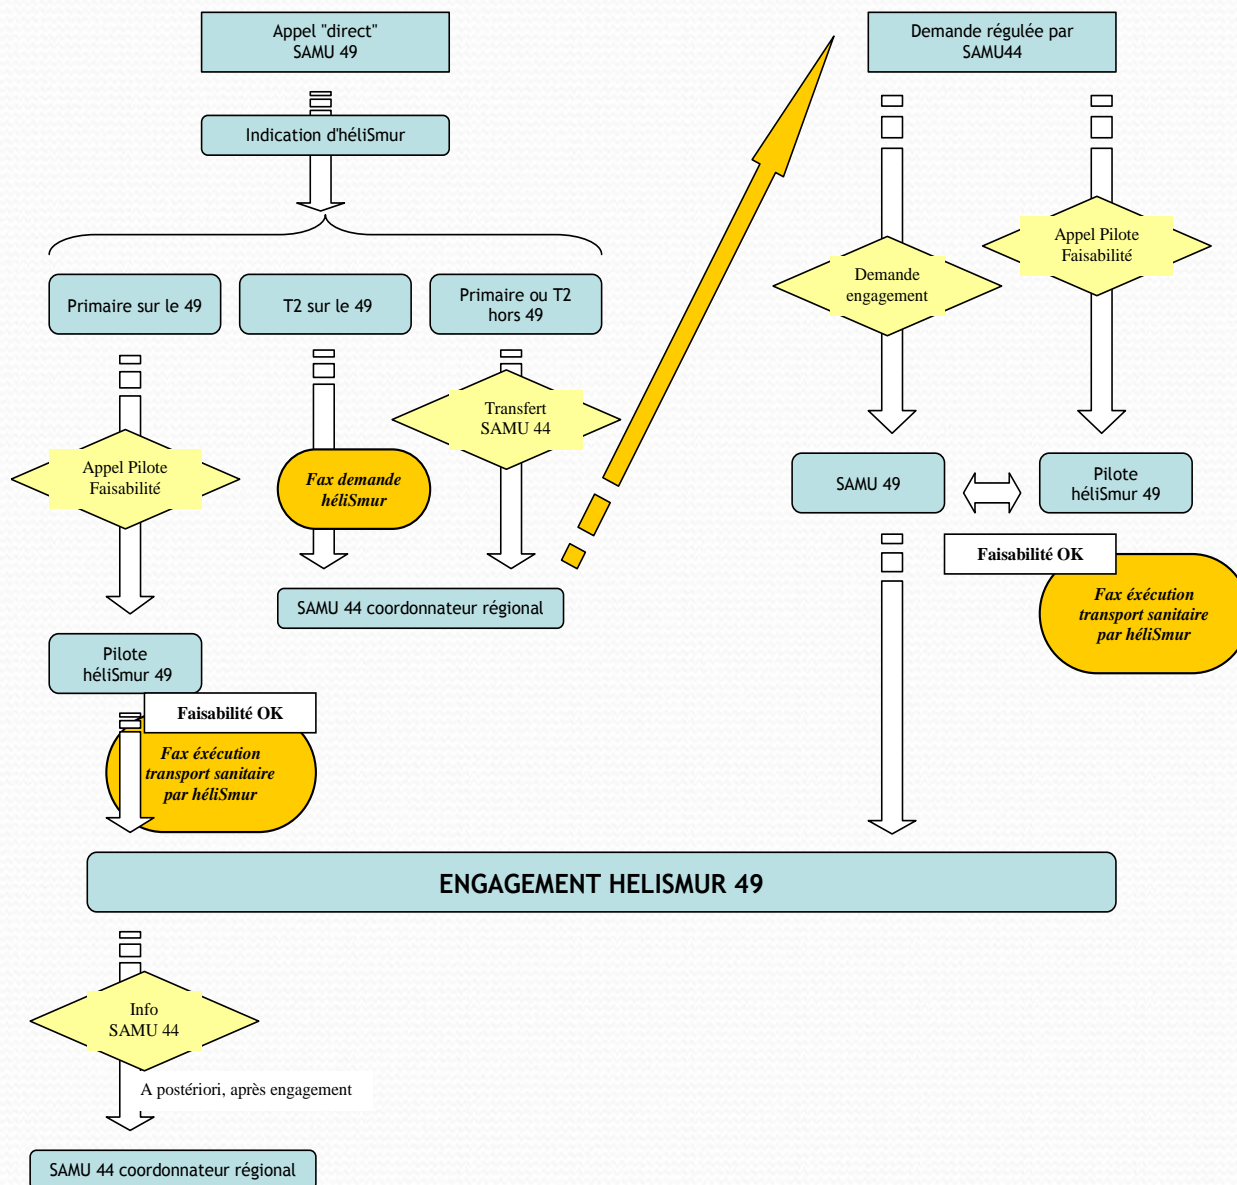 Appel "direct"
SAMU 49
Indication d'héliSmur
Primaire sur le 49
T2 sur le 49
Primaire ou T2
hors 49
Appel Pilote
Faisabilité
Fax demande
héliSmur
Transfert
SAMU 44
SAMU 44 coordonnateur régional
Pilote
héliSmur 49
Faisabilité OK
Fax éxécution
transport sanitaire
par héliSmur
Demande régulée par
SAMU44
Demande
engagement
Appel Pilote
Faisabilité
SAMU 49
Pilote
héliSmur 49
Faisabilité OK
Fax éxécution
transport sanitaire
par héliSmur
ENGAGEMENT HELISMUR 49
Info
SAMU 44
A postériori, après engagement
SAMU 44 coordonnateur régional